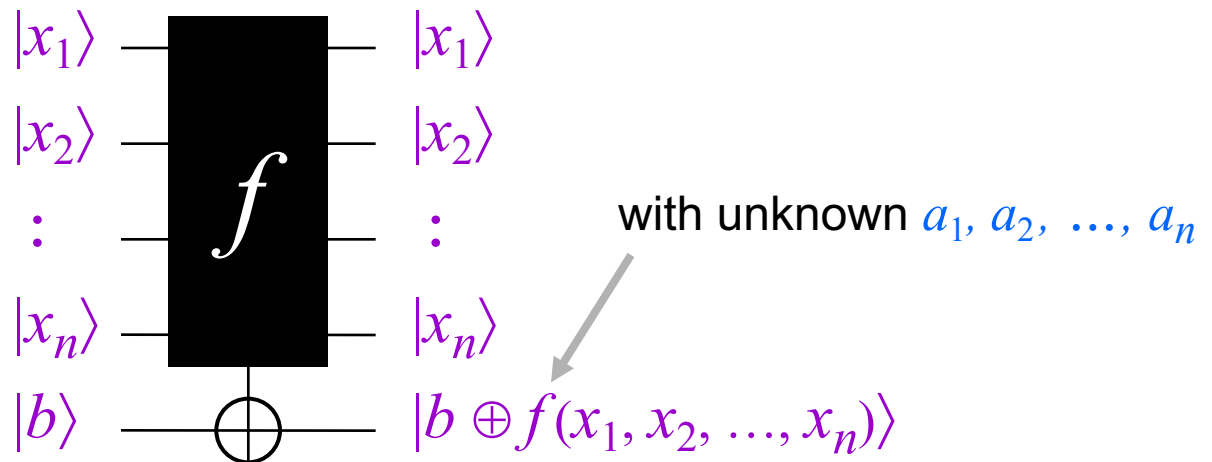 |x₁⟩ |x₁⟩
|x₂⟩ |x₂⟩
f
: :
with unknown a₁, a₂, …, aₙ
|xₙ⟩ |xₙ⟩
|b⟩ |b ⊕ f(x₁, x₂, …, xₙ)⟩